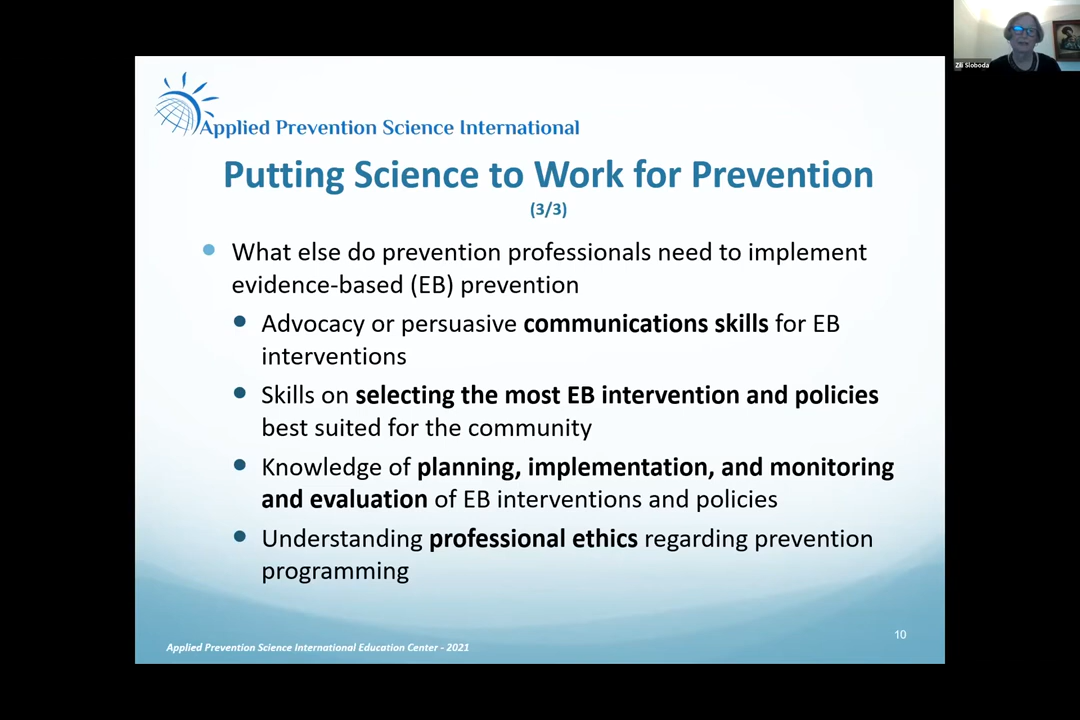 Zili Sloboda
Applied Prevention Science International
Putting Science to Work for Prevention
(3/3)
What else do prevention professionals need to implement
evidence-based (EB) prevention
Advocacy or persuasive communications skills for EB
interventions
Skills on selecting the most EB intervention and policies
best suited for the community
Knowledge of planning, implementation, and monitoring
and evaluation of EB interventions and policies
Understanding professional ethics regarding prevention
programming
10
Applied Prevention Science International Education Center - 2021